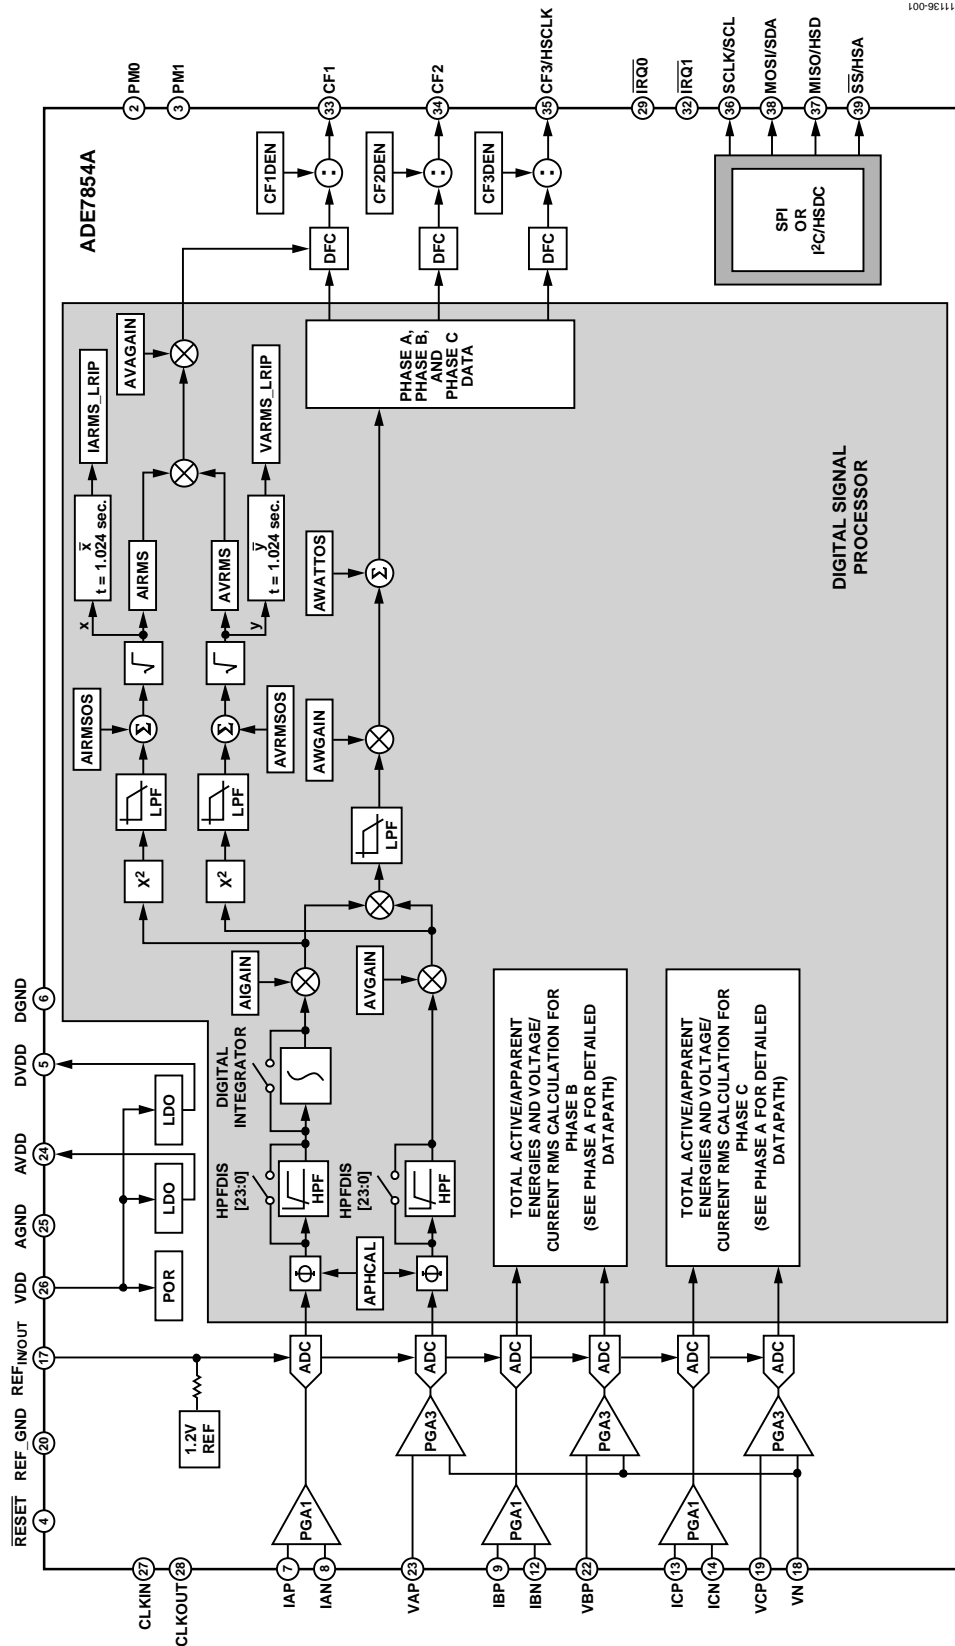 RESET
4
REF_GND
20
REFIN/OUT
17
VDD
26
AGND
25
AVDD
24
DVDD
5
DGND
6
CLKIN
27
CLKOUT
28
IAP
7
IAN
8
VAP
23
IBP
9
IBN
12
VBP
22
ICP
13
ICN
14
VCP
19
VN
18
1.2V
REF
POR
LDO
LDO
PGA1
PGA3
PGA1
PGA3
PGA1
PGA3
ADC
ADC
ADC
ADC
ADC
ADC
APHCAL
Φ
Φ
HPFDIS
[23:0]
HPF
HPFDIS
[23:0]
HPF
DIGITAL
INTEGRATOR
AIGAIN
AVGAIN
X2
X2
LPF
LPF
LPF
AIRMSOS
Σ
Σ
AVRMSOS
√
√
x
y
AIRMS
AVRMS
x
t = 1.024 sec.
y
t = 1.024 sec.
IARMS_LRIP
VARMS_LRIP
AVAGAIN
AWGAIN
AWATTOS
Σ
TOTAL ACTIVE/APPARENT
ENERGIES AND VOLTAGE/
CURRENT RMS CALCULATION FOR
PHASE B
(SEE PHASE A FOR DETAILED
DATAPATH)
TOTAL ACTIVE/APPARENT
ENERGIES AND VOLTAGE/
CURRENT RMS CALCULATION FOR
PHASE C
(SEE PHASE A FOR DETAILED
DATAPATH)
DIGITAL SIGNAL
PROCESSOR
PHASE A,
PHASE B,
AND
PHASE C
DATA
ADE7854A
DFC
DFC
DFC
CF1DEN
:
CF2DEN
:
CF3DEN
:
SPI
OR
I2C/HSDC
2
PM0
3
PM1
33
CF1
34
CF2
35
CF3/HSCLK
29
IRQ0
32
IRQ1
36
SCLK/SCL
38
MOSI/SDA
37
MISO/HSD
39
SS/HSA
11136-001